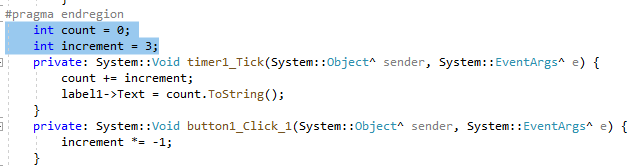 #pragma endregion
int count = 0;
int increment = 3;
private: System::Void timer1_Tick(System::Object^ sender, System::EventArgs^ e) {
count += increment;
label1->Text = count.ToString();
}
private: System::Void button1_Click_1(System::Object^ sender, System::EventArgs^ e) {
increment *= -1;
}